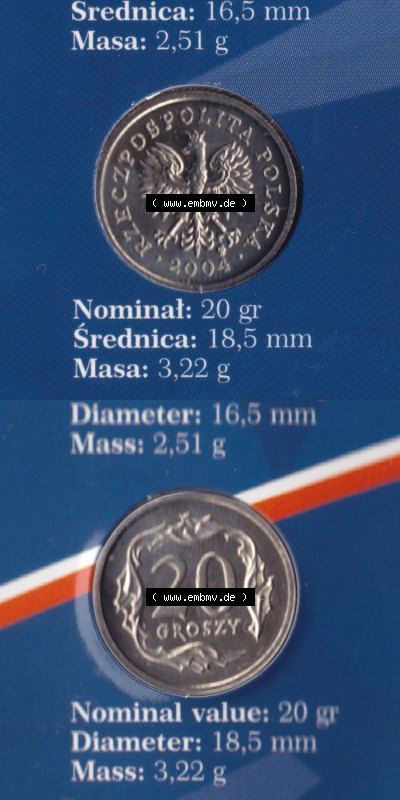 Średnica: 16,5 mm
Masa: 2,51 g
RZECZPOSPOLITA POLSKA
( www.embmv.de )
· 2004 ·
Nominał: 20 gr
Średnica: 18,5 mm
Masa: 3,22 g
Diameter: 16,5 mm
Mass: 2,51 g
20
( www.embmv.de )
GROSZY
Nominal value: 20 gr
Diameter: 18,5 mm
Mass: 3,22 g